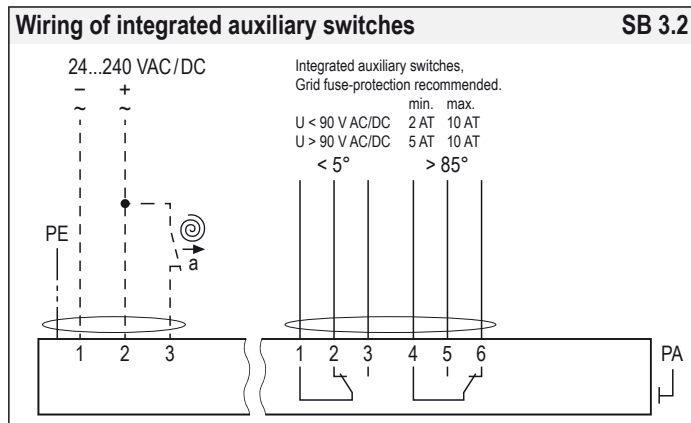 Wiring of integrated auxiliary switches SB 3.2
24...240 VAC/DC
− +
~ ~
Integrated auxiliary switches,
Grid fuse-protection recommended.
min. max.
U < 90 V AC/DC 2 AT 10 AT
U > 90 V AC/DC 5 AT 10 AT
< 5° > 85°
PE
a
1 2 3 1 2 3 4 5 6 PA